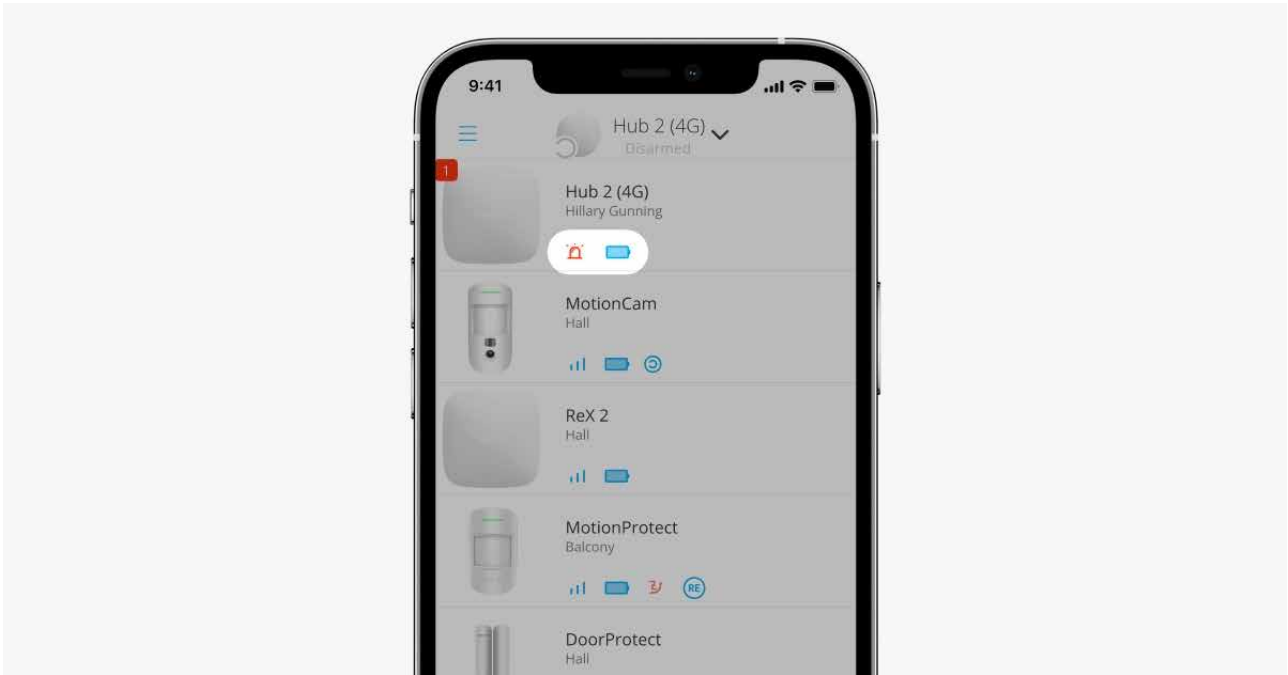 9:41
Hub 2 (4G)
Disarmed
1
Hub 2 (4G)
Hillary Gunning
MotionCam
Hall
ReX 2
Hall
MotionProtect
Balcony
RE
DoorProtect
Hall